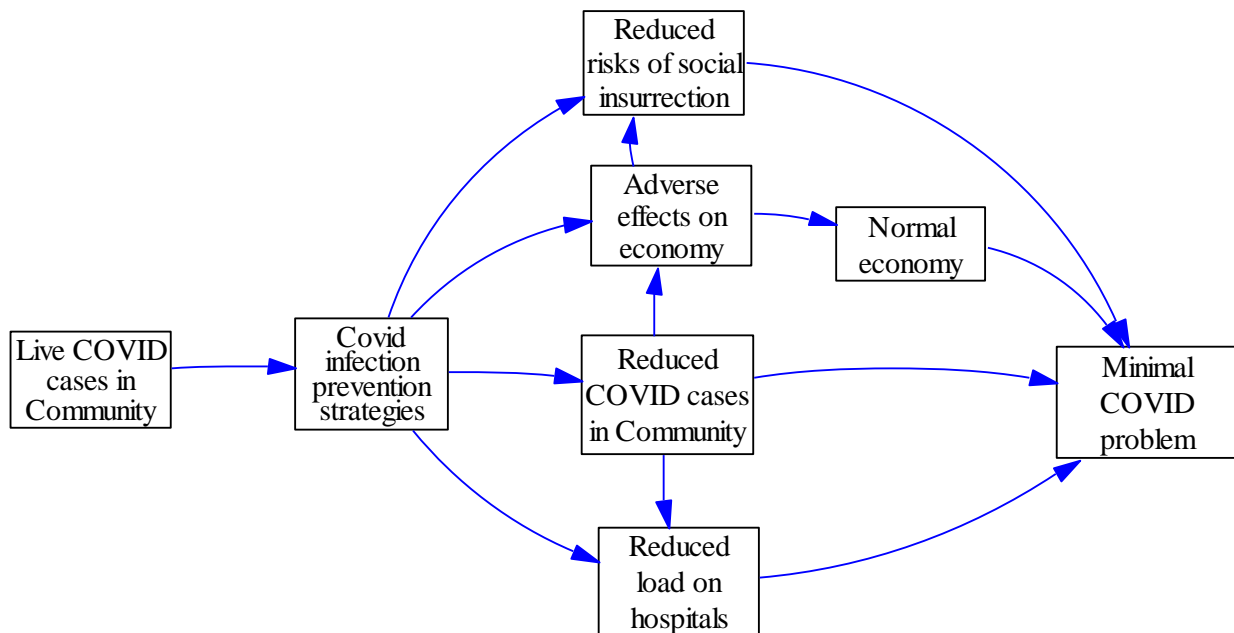 Reduced
risks of social
insurrection
Adverse
effects on
economy
Normal
economy
Live COVID
cases in
Community
Covid
infection
prevention
strategies
Reduced
COVID cases
in Community
Minimal
COVID
problem
Reduced
load on
hospitals